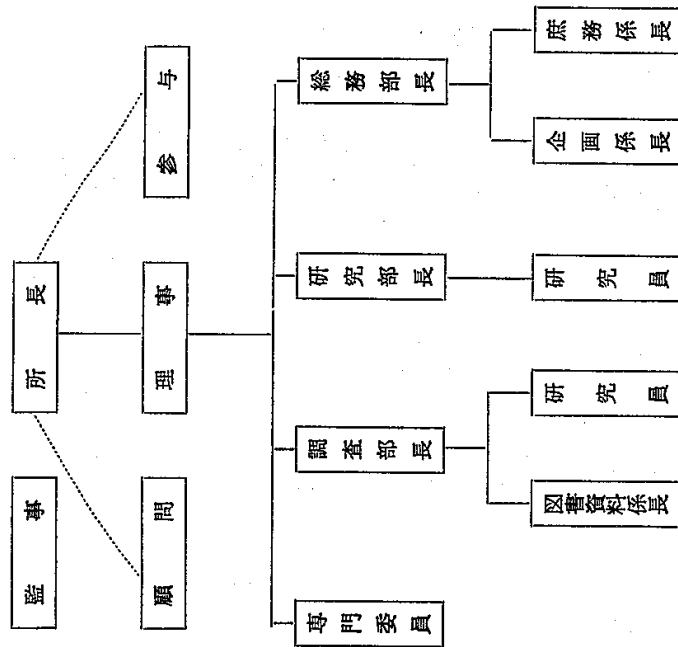 監事
所長
顧問
理事
参与
専門委員
調査部長
研究部長
総務部長
図書資料係長
研究員
研究員
企画係長
庶務係長